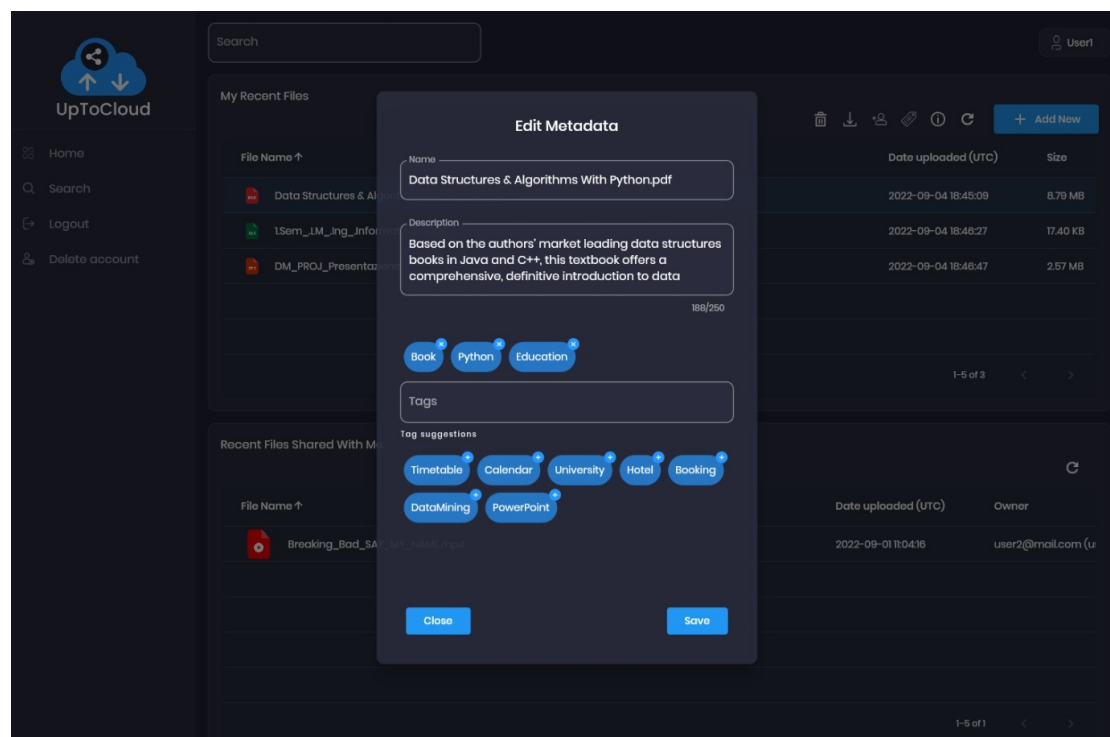 UpToCloud
Home
Search
Logout
Delete account
Search
User1
My Recent Files
Add New
File Name
Date uploaded (UTC)
Size
Data Structures &
2022-09-04 18:45:09
8.79 MB
2022-09-04 18:46:27
17.40 KB
2022-09-04 18:46:47
2.57 MB
1-5 of 3
Recent Files Shared With
File Name
Date uploaded (UTC)
Owner
Breaking_Bad_SAY_MY_NAME.mp4
2022-09-01 11:04:16
user2@mail.com
1-5 of 1
Edit Metadata
Name
Data Structures & Algorithms With Python.pdf
Description
Based on the authors' market leading data structures
books in Java and C++, this textbook offers a
comprehensive, definitive introduction to data
188/250
Book Python Education
Tags
Tag suggestions
Timetable Calendar University Hotel Booking
DataMining PowerPoint
Close Save